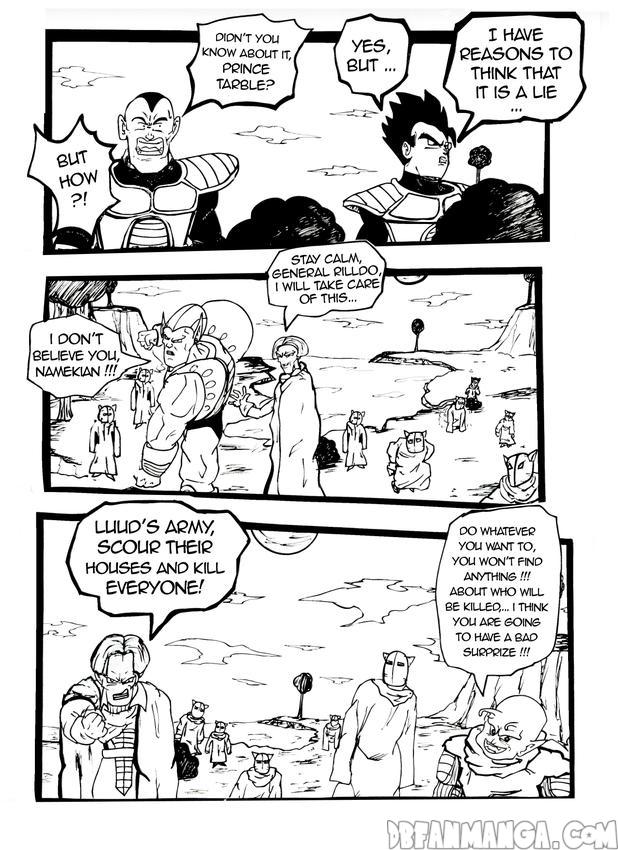 DIDN'T YOU
KNOW ABOUT IT,
PRINCE
TARBLE?
YES,
BUT ...
I HAVE
REASONS TO
THINK THAT
IT IS A LIE
...
BUT
HOW
?!
STAY CALM,
GENERAL RILLDO,
I WILL TAKE CARE
OF THIS...
I DON'T
BELIEVE YOU,
NAMEKIAN !!!
LUUD'S ARMY,
SCOUR THEIR
HOUSES AND KILL
EVERYONE!
DO WHATEVER
YOU WANT TO,
YOU WON'T FIND
ANYTHING !!!
ABOUT WHO WILL
BE KILLED,... I THINK
YOU ARE GOING
TO HAVE A BAD
SURPRIZE !!!
DBFANMANGA.COM